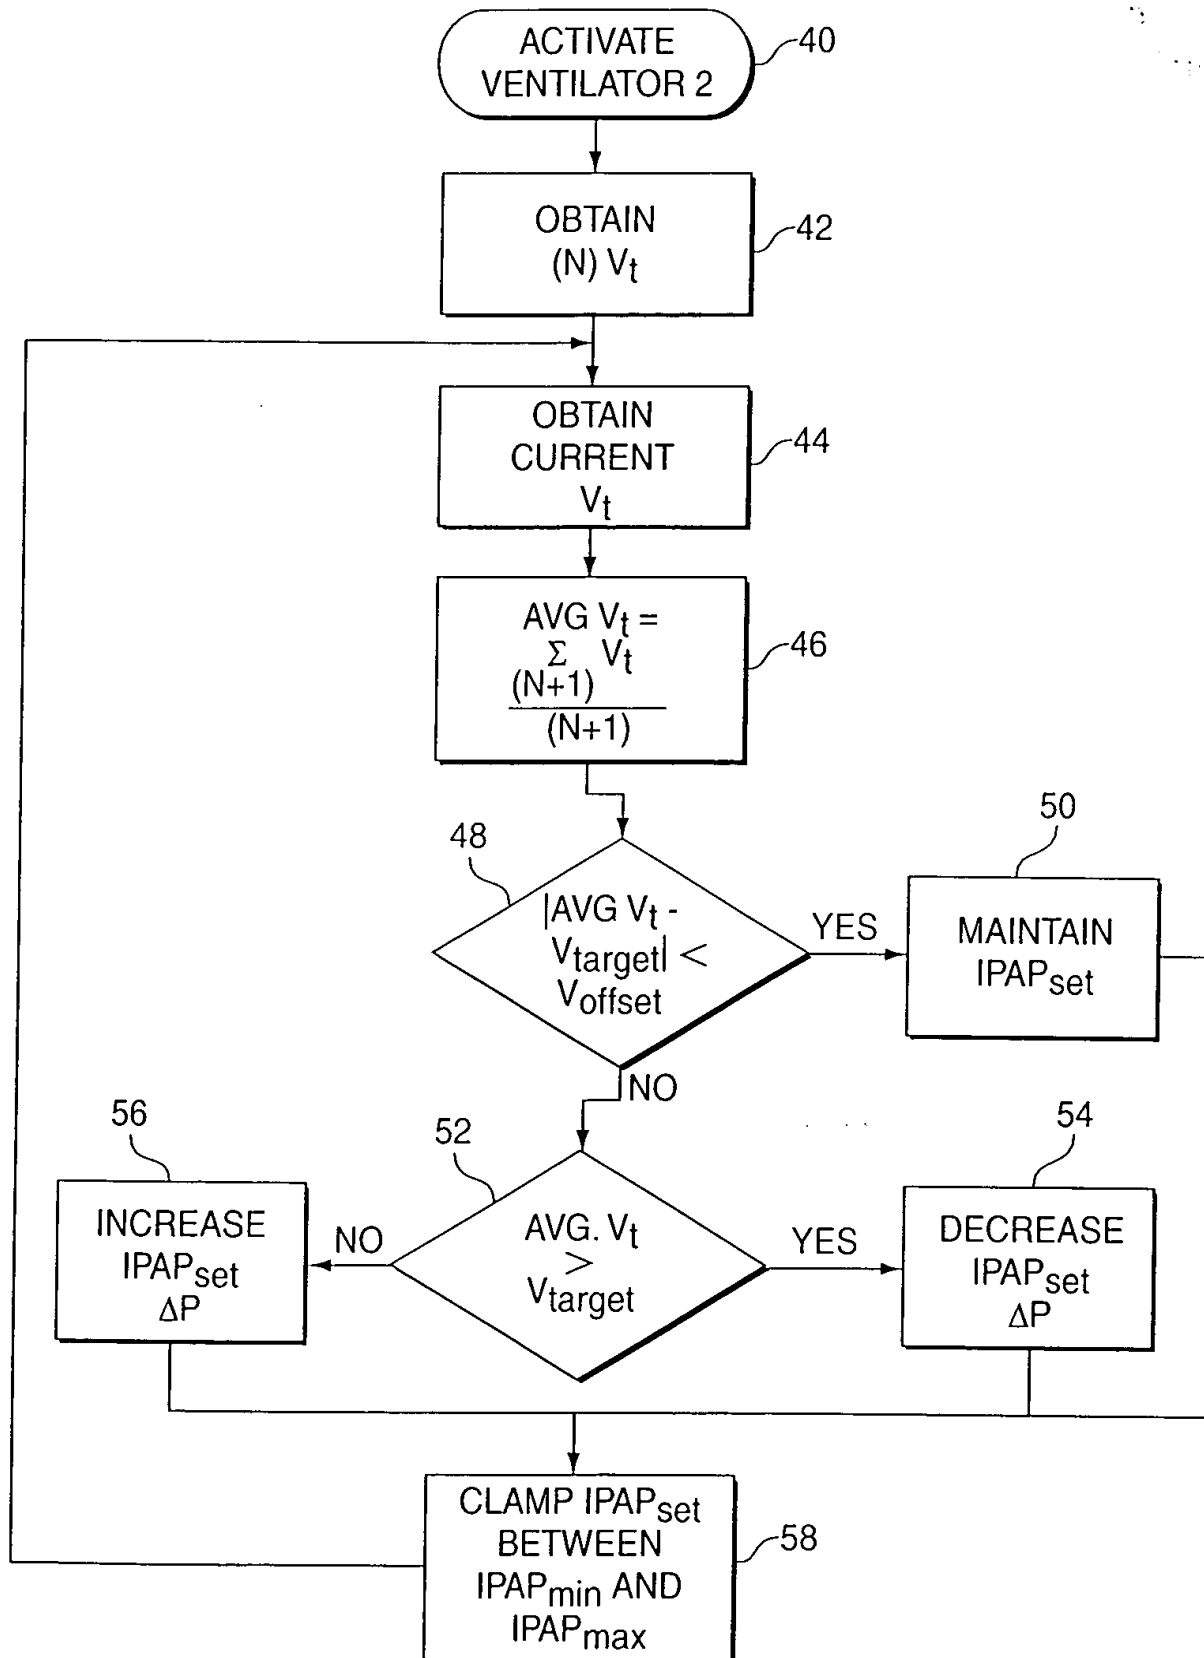 ACTIVATE
VENTILATOR 2
40
OBTAIN
(N) Vt
42
OBTAIN
CURRENT
Vt
44
AVG Vt =
Σ Vt
(N+1)
(N+1)
46
48
|AVG Vt -
Vtarget| <
Voffset
YES
50
MAINTAIN
IPAPset
NO
56
INCREASE
IPAPset
ΔP
NO
52
AVG. Vt
>
Vtarget
YES
54
DECREASE
IPAPset
ΔP
CLAMP IPAPset
BETWEEN
IPAPmin AND
IPAPmax
58